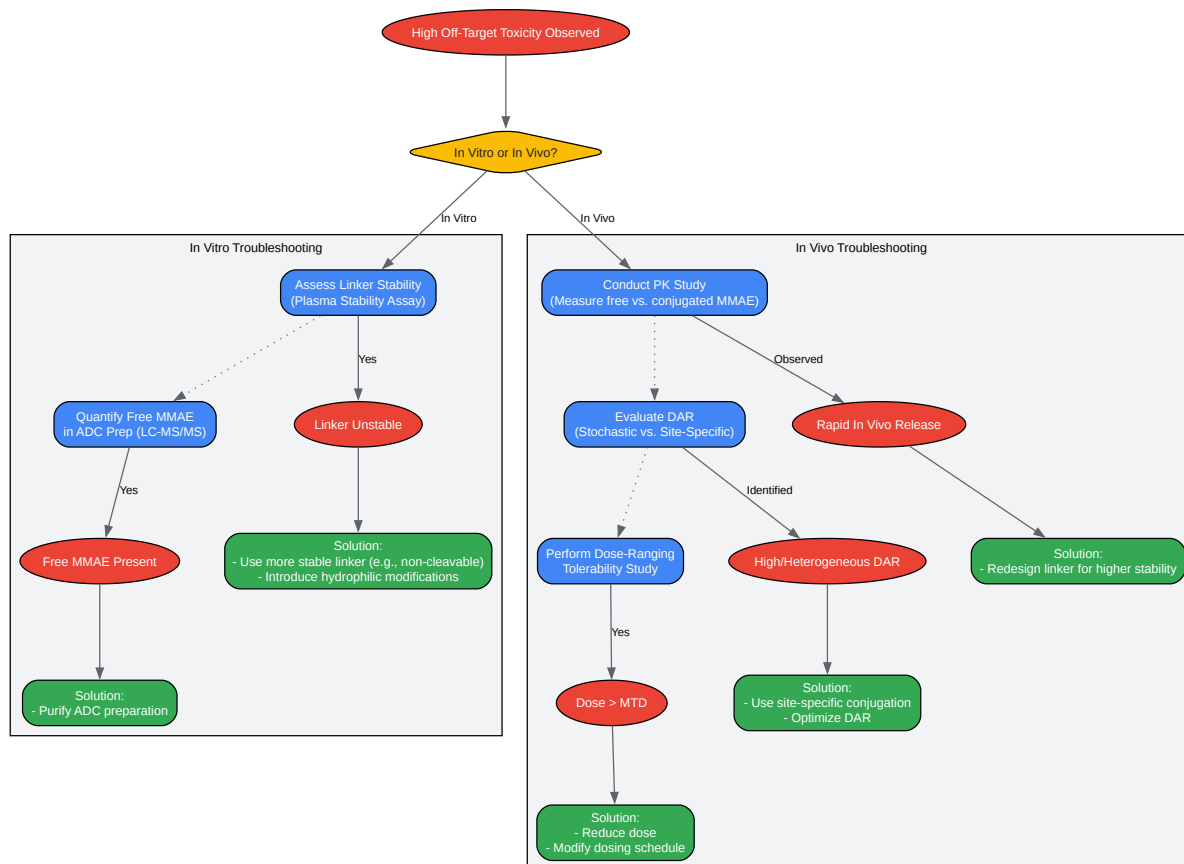 High Off-Target Toxicity Observed
In Vitro or In Vivo?
In Vitro
In Vivo
In Vitro Troubleshooting
Assess Linker Stability
(Plasma Stability Assay)
Yes
Quantify Free MMAE
in ADC Prep (LC-MS/MS)
Linker Unstable
Yes
Free MMAE Present
Solution:
- Use more stable linker (e.g., non-cleavable)
- Introduce hydrophilic modifications
Solution:
- Purify ADC preparation
In Vivo Troubleshooting
Conduct PK Study
(Measure free vs. conjugated MMAE)
Observed
Evaluate DAR
(Stochastic vs. Site-Specific)
Rapid In Vivo Release
Identified
Perform Dose-Ranging
Tolerability Study
High/Heterogeneous DAR
Solution:
- Redesign linker for higher stability
Yes
Dose > MTD
Solution:
- Use site-specific conjugation
- Optimize DAR
Solution:
- Reduce dose
- Modify dosing schedule